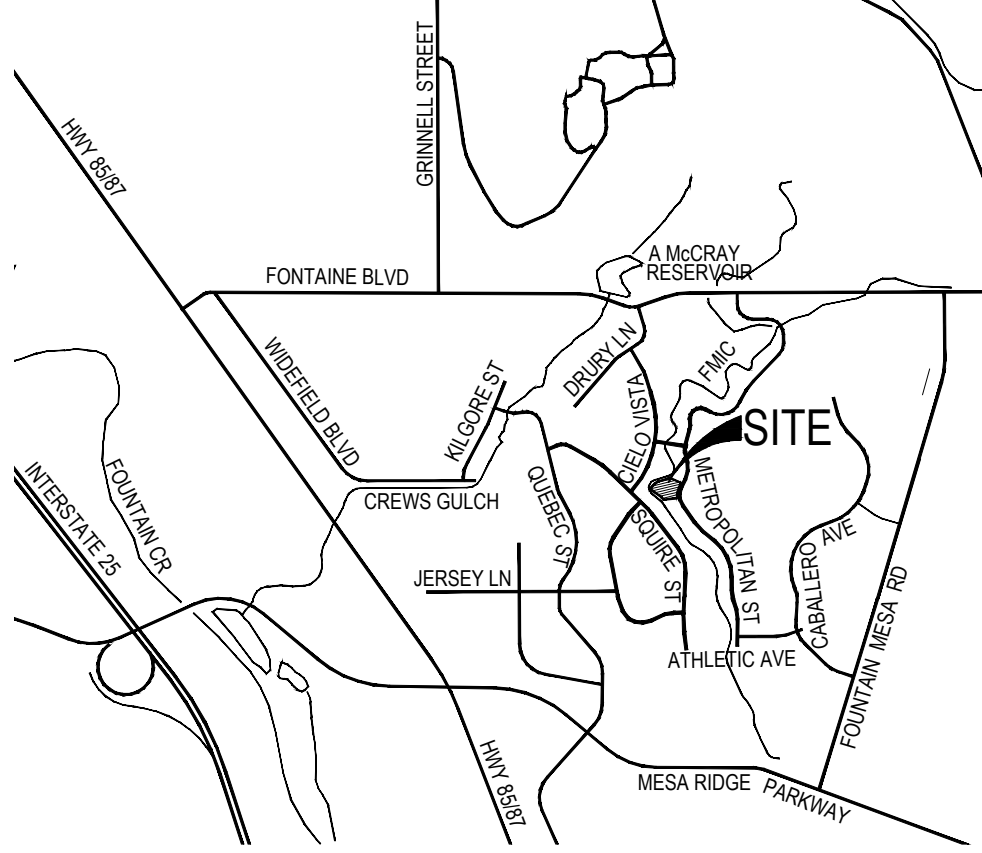 GRINNELL STREET
HWY 85/87
A McCRAY
RESERVOIR
FONTAINE BLVD
WIDEFIELD BLVD
DRURY LN
FMIC
KILGORE ST
CIELO VISTA
SITE
FOUNTAIN CR
INTERSTATE 25
CREWS GULCH
QUEBEC ST
SQUIRE ST
METROPOLITAN ST
CABALLERO AVE
JERSEY LN
FOUNTAIN MESA RD
ATHLETIC AVE
HWY 85/87
MESA RIDGE PARKWAY